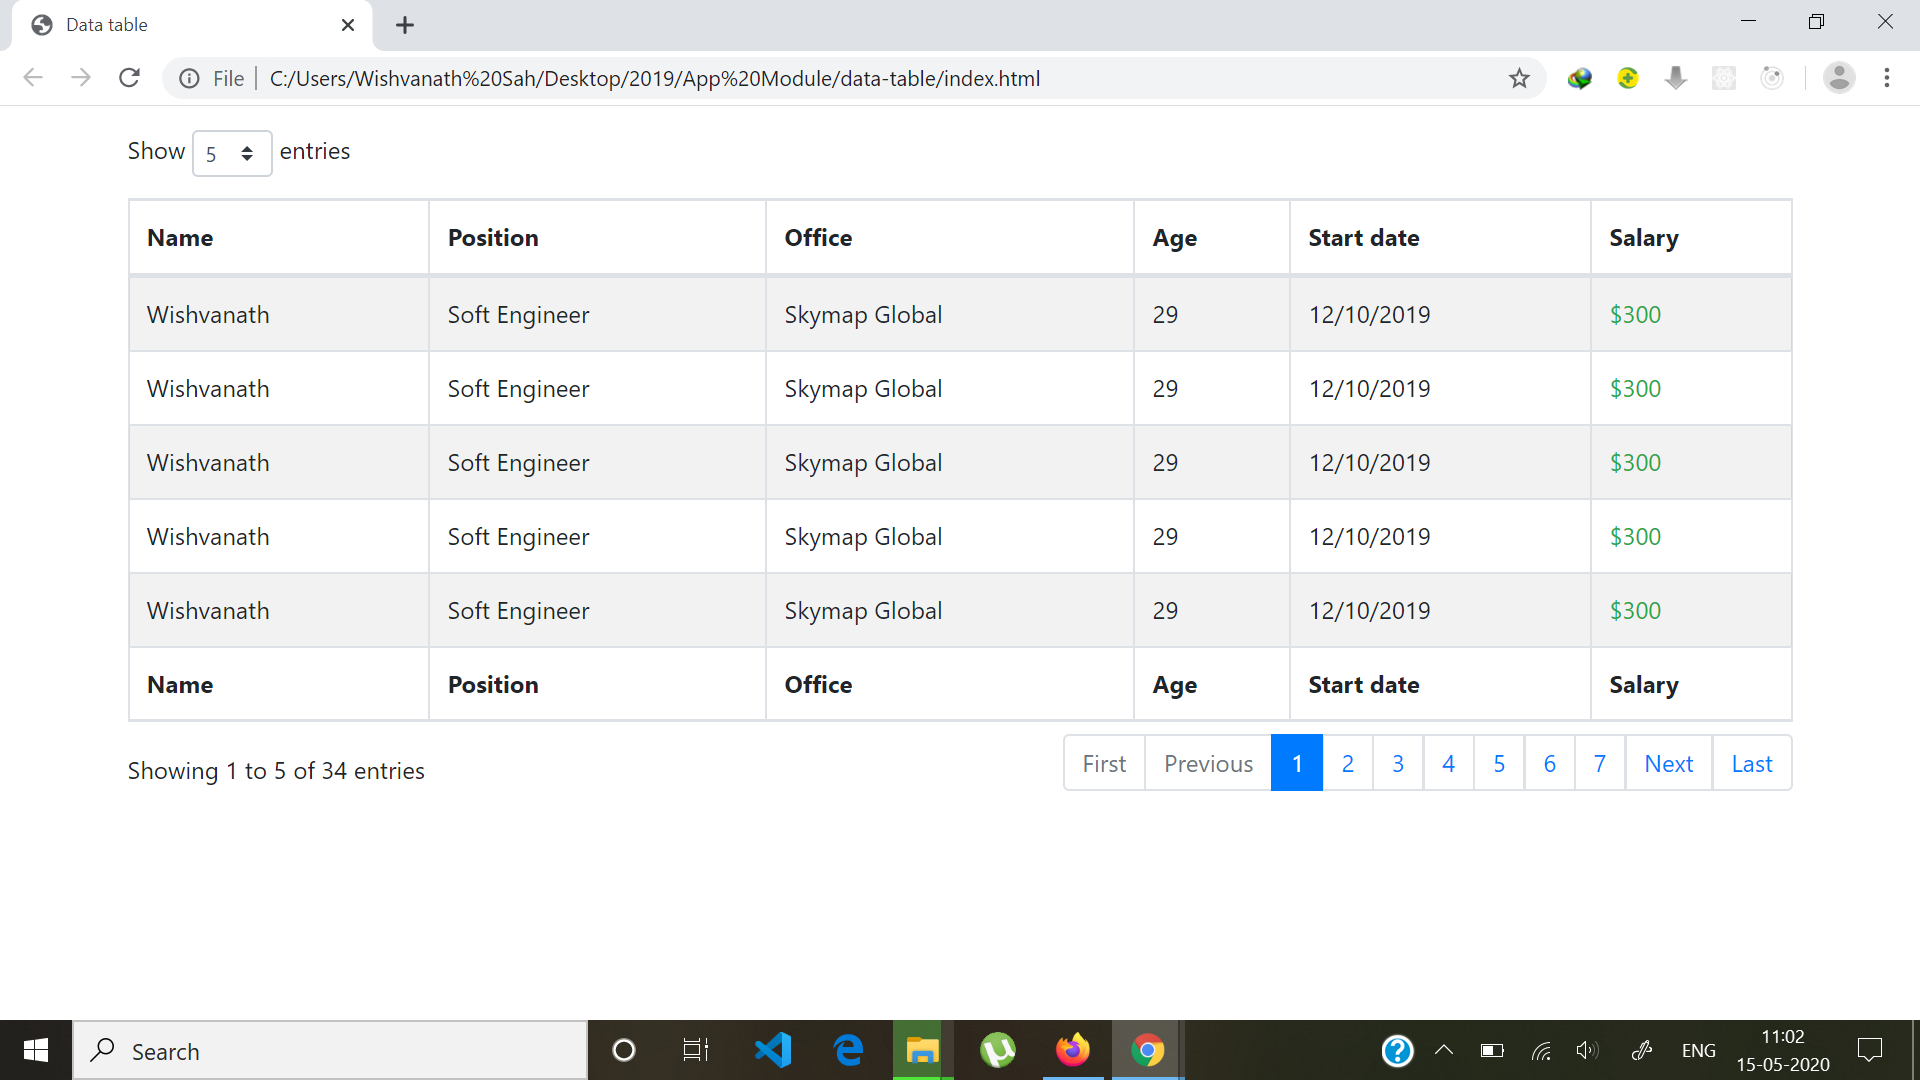 Data table
File C:/Users/Wishvanath%20Sah/Desktop/2019/App%20Module/data-table/index.html
Show 5 entries
Name Position Office Age Start date Salary
Wishvanath Soft Engineer Skymap Global 29 12/10/2019 $300
Wishvanath Soft Engineer Skymap Global 29 12/10/2019 $300
Wishvanath Soft Engineer Skymap Global 29 12/10/2019 $300
Wishvanath Soft Engineer Skymap Global 29 12/10/2019 $300
Wishvanath Soft Engineer Skymap Global 29 12/10/2019 $300
Name Position Office Age Start date Salary
Showing 1 to 5 of 34 entries First Previous 1 2 3 4 5 6 7 Next Last
Search ENG 11:02
15-05-2020